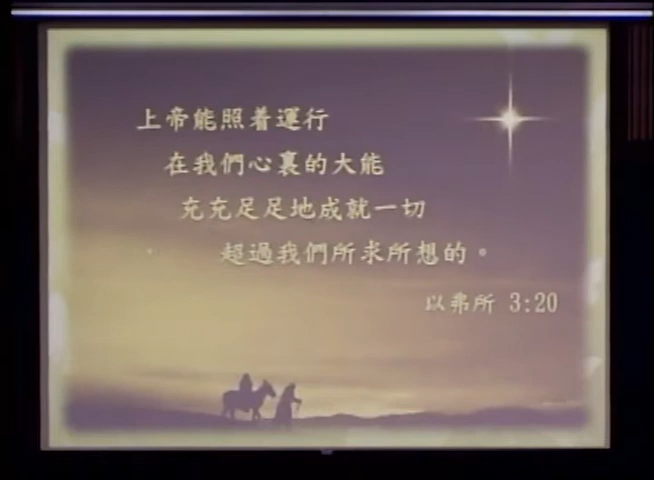 上帝能照着運行
在我們心裏的大能
充充足足地成就一切
超過我們所求所想的。
以弗所 3:20